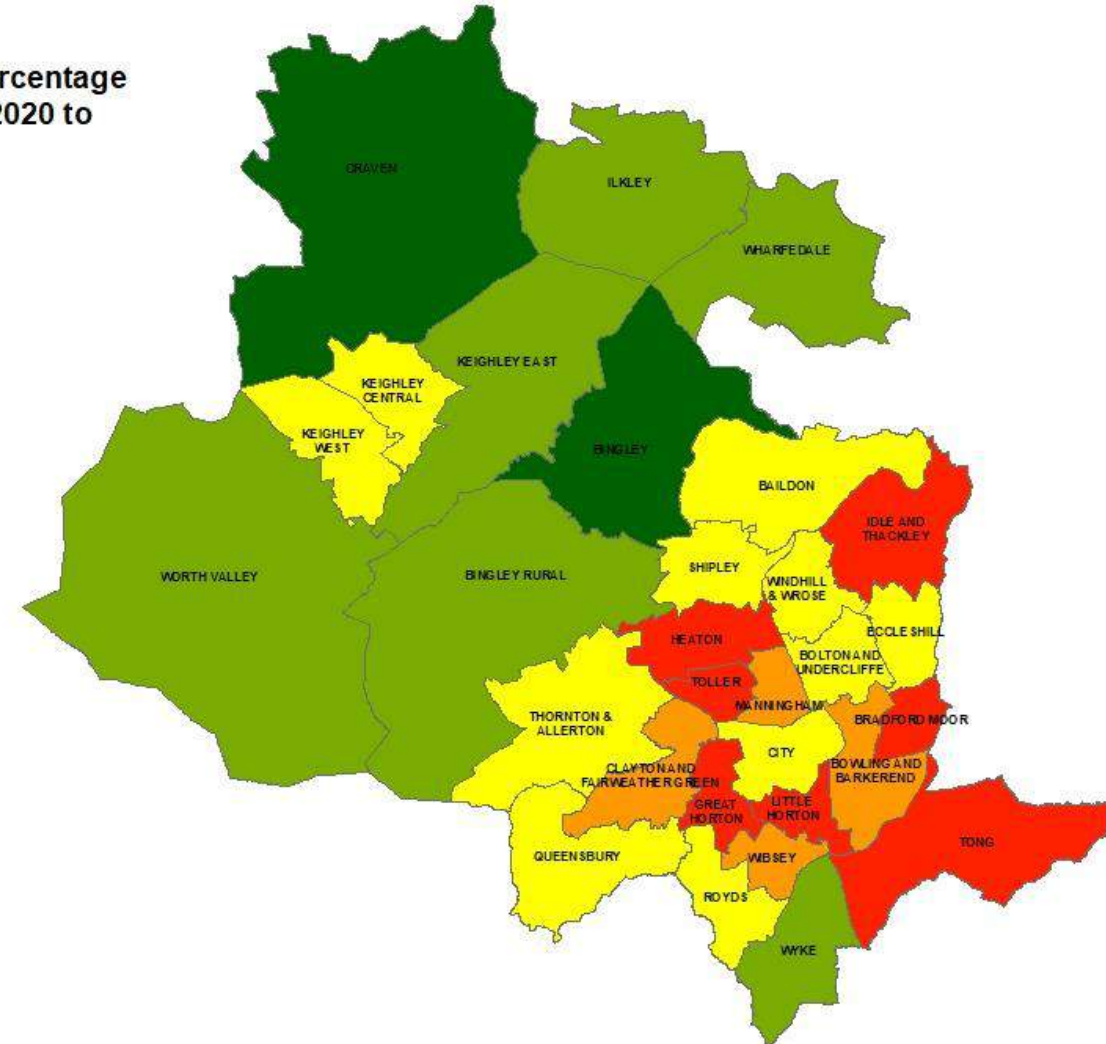 rcentage
2020 to
CRAVEN
ILKLEY
WHARFEDALE
KEIGHLEY EAST
KEIGHLEY
CENTRAL
KEIGHLEY
WEST
BINGLEY
BAILDON
IDLE AND
THACKLEY
SHIPLEY
WORTH VALLEY
BINGLEY RURAL
WINDHILL
& WROSE
ECCLESHILL
HEATON
BOLTON AND
UNDERCLIFFE
TOLLER
MANNINGHAM
THORNTON &
ALLERTON
BRADFORD MOOR
CITY
CLAYTON AND
FAIRWEATHER GREEN
BOWLING AND
BARKEREND
GREAT
HORTON
LITTLE
HORTON
TONG
QUEENSBURY
WIBSEY
ROYDS
WYKE